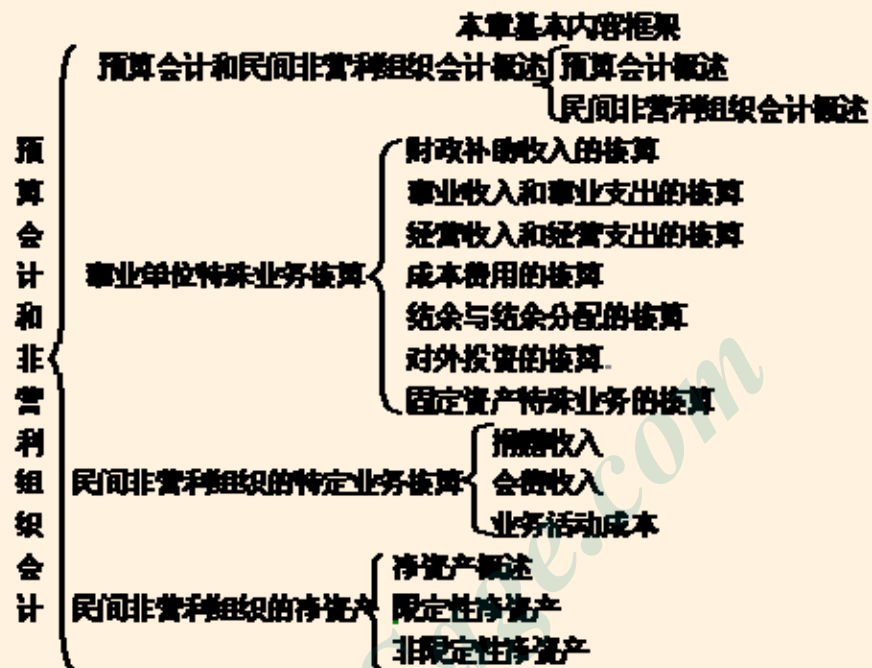 本章基本内容框架
预算会计和非营利组织会计
预算会计和民间非营利组织会计概述
预算会计概述
民间非营利组织会计概述
事业单位特殊业务核算
财政补助收入的核算
事业收入和事业支出的核算
经营收入和经营支出的核算
成本费用的核算
结余与结余分配的核算
对外投资的核算
固定资产特殊业务的核算
民间非营利组织的特定业务核算
捐赠收入
会费收入
业务活动成本
民间非营利组织的净资产
净资产概述
限定性净资产
非限定性净资产